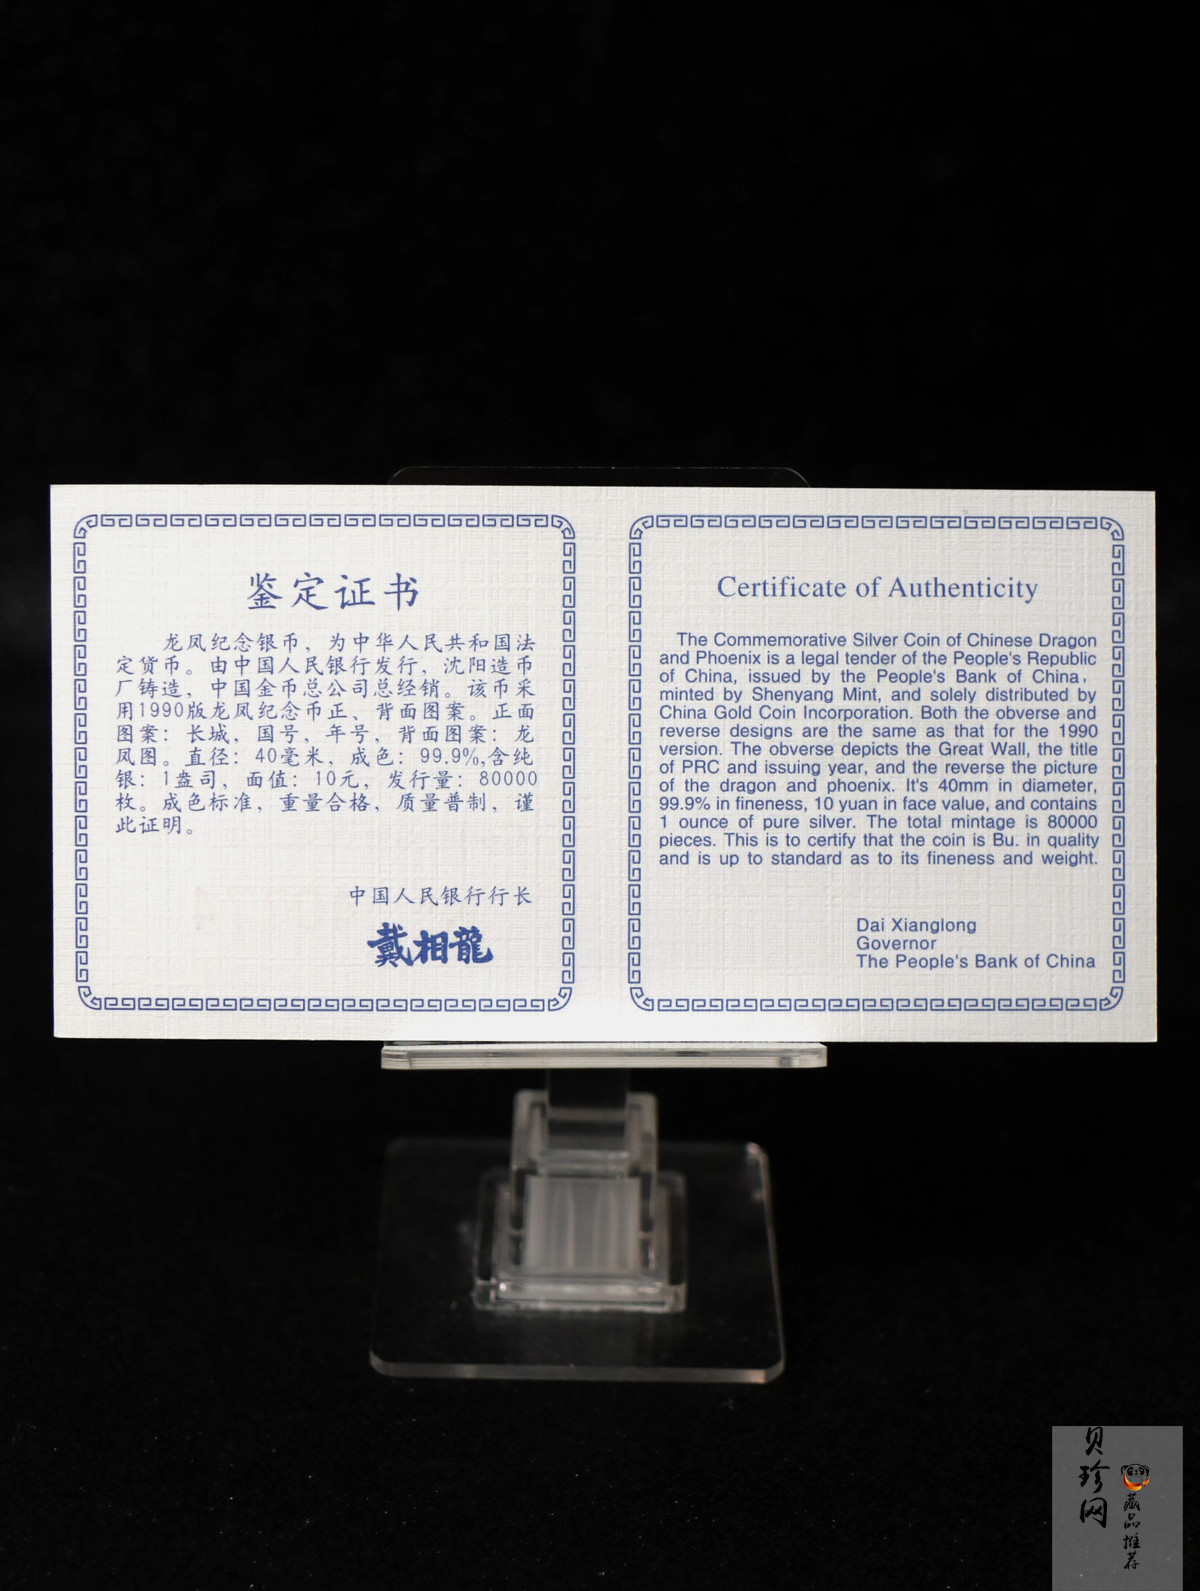 鉴定证书
龙凤纪念银币，为中华人民共和国法
定货币。由中国人民银行发行，沈阳造币
厂铸造，中国金币总公司总经销。该币采
用1990版龙凤纪念币正、背面图案。正面
图案：长城，国号，年号，背面图案：龙
凤图。直径：40毫米，成色：99.9%,含纯
银：1盎司，面值：10元，发行量：80000
枚。成色标准，重量合格，质量普制，谨
此证明。
中国人民银行行长
戴相龍
Certificate of Authenticity
The Commemorative Silver Coin of Chinese Dragon
and Phoenix is a legal tender of the People's Republic
of China, issued by the People's Bank of China,
minted by Shenyang Mint, and solely distributed by
China Gold Coin Incorporation. Both the obverse and
reverse designs are the same as that for the 1990
version. The obverse depicts the Great Wall, the title
of PRC and issuing year, and the reverse the picture
of the dragon and phoenix. It's 40mm in diameter,
99.9% in fineness, 10 yuan in face value, and contains
1 ounce of pure silver. The total mintage is 80000
pieces. This is to certify that the coin is Bu. in quality
and is up to standard as to its fineness and weight.
Dai Xianglong
Governor
The People's Bank of China
贝珍网
藏品推荐